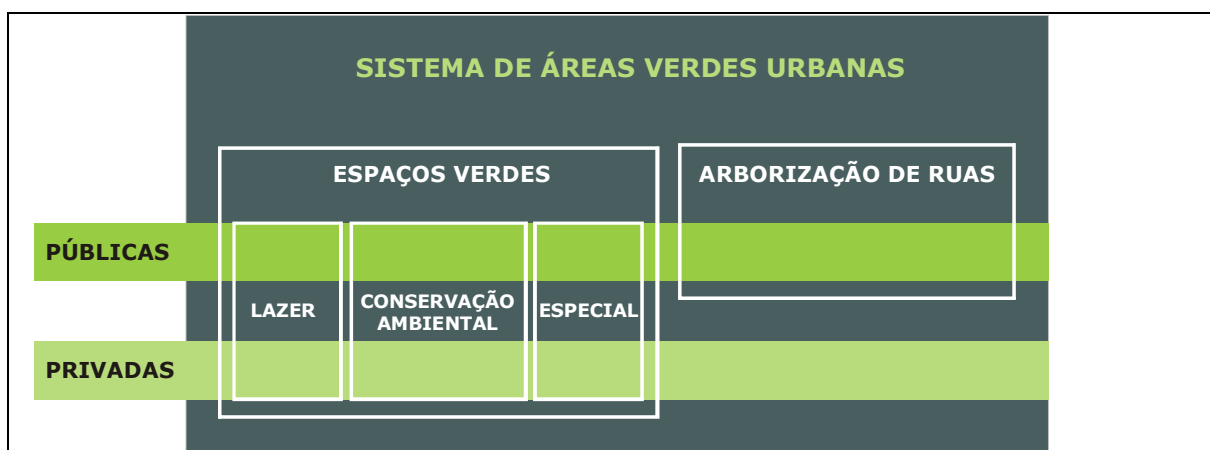 SISTEMA DE ÁREAS VERDES URBANAS
ESPAÇOS VERDES
ARBORIZAÇÃO DE RUAS
PÚBLICAS
LAZER
CONSERVAÇÃO
AMBIENTAL
ESPECIAL
PRIVADAS